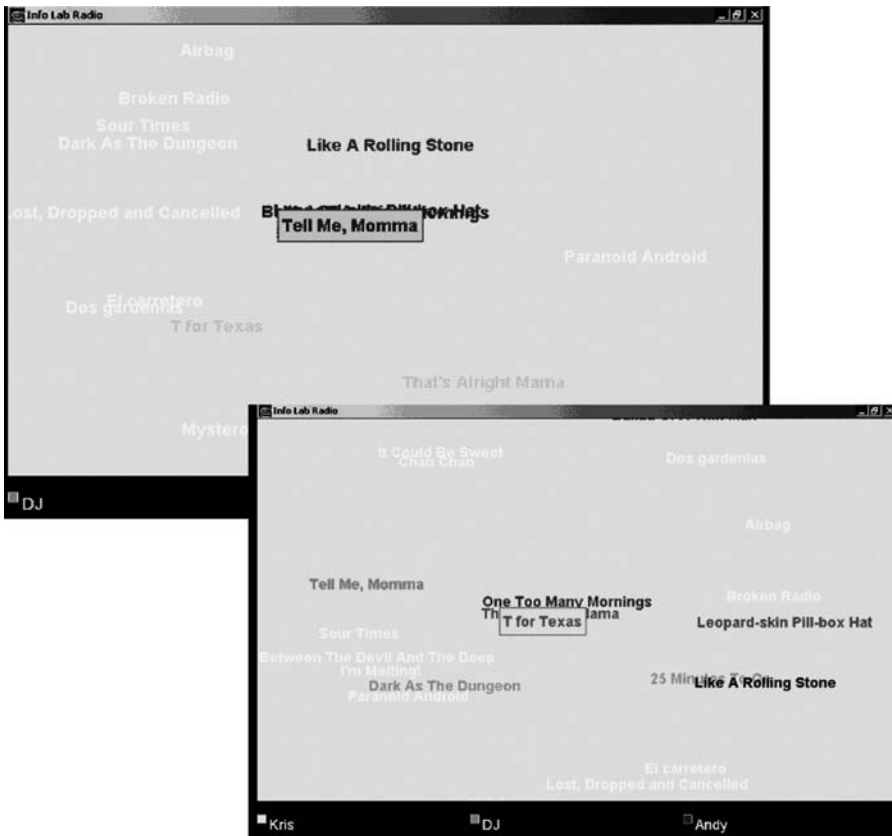 Info Lab Radio
Airbag
Broken Radio
Sour Times
Dark As The Dungeon
Like A Rolling Stone
Lost, Dropped and Cancelled
Tell Me, Momma
Paranoid Android
El carretero
Dos gardenias
T for Texas
That's Alright Mama
DJ
Info Lab Radio
It Could Be Sweet
Chan Chan
Dos gardenias
Airbag
Tell Me, Momma
One Too Many Mornings
Broken Radio
T for Texas
Leopard-skin Pill-box Hat
Sour Times
Between The Devil And The Deep
I'm Melting!
25 Minutes To Go
Dark As The Dungeon
Like A Rolling Stone
Paranoid Android
El carretero
Lost, Dropped and Cancelled
Kris DJ Andy